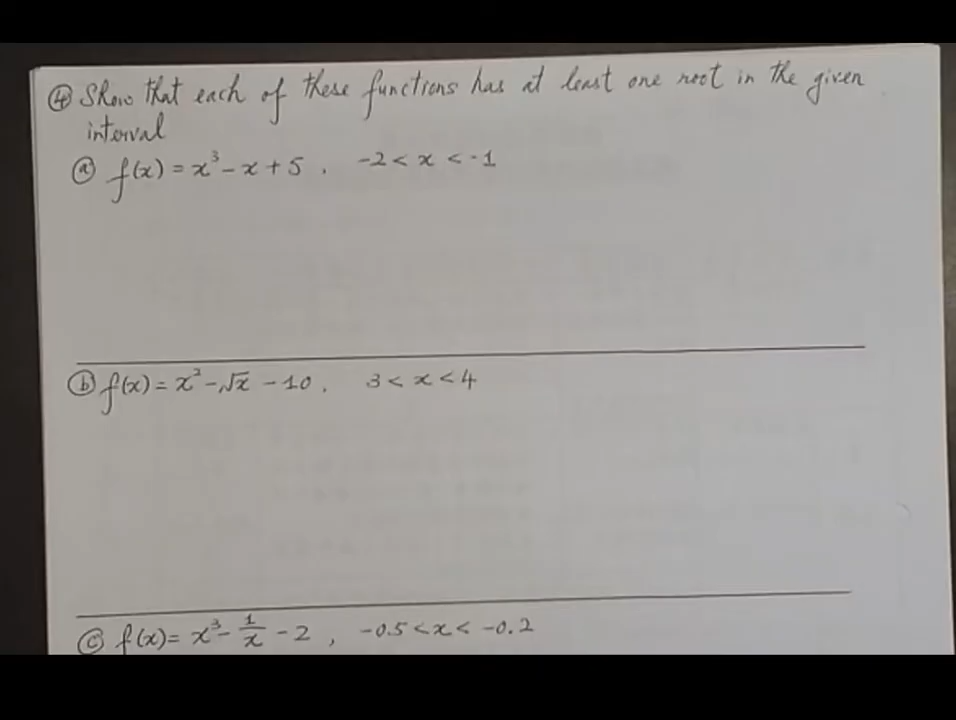 ④ Show that each of these functions has at least one root in the given
interval
ⓐ f(x) = x³ - x + 5 , -2 < x < -1
ⓑ f(x) = x² - √x - 10 , 3 < x < 4
ⓒ f(x) = x³ - 1/x - 2 , -0.5 < x < -0.2